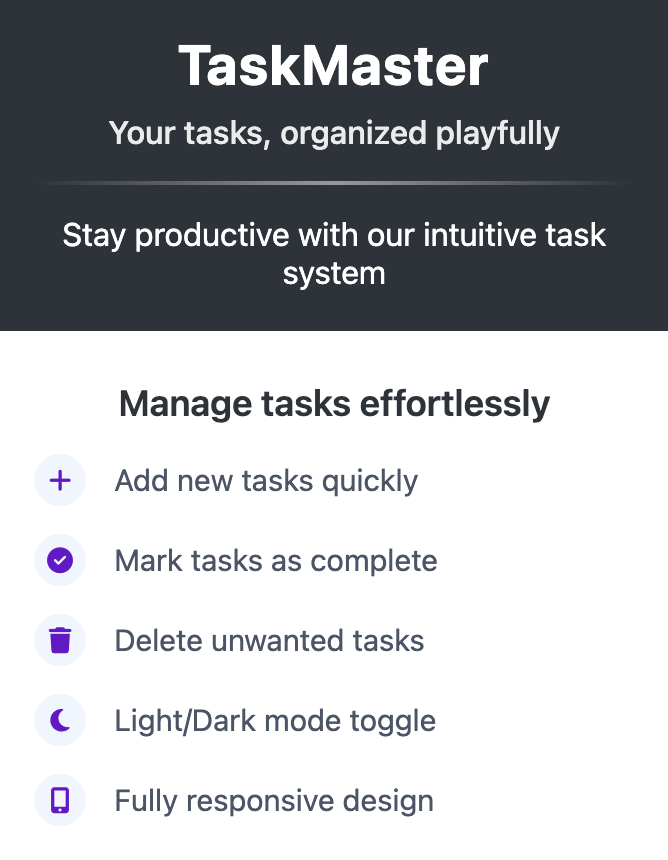 TaskMaster
Your tasks, organized playfully
Stay productive with our intuitive task
system
Manage tasks effortlessly
Add new tasks quickly
Mark tasks as complete
Delete unwanted tasks
Light/Dark mode toggle
Fully responsive design